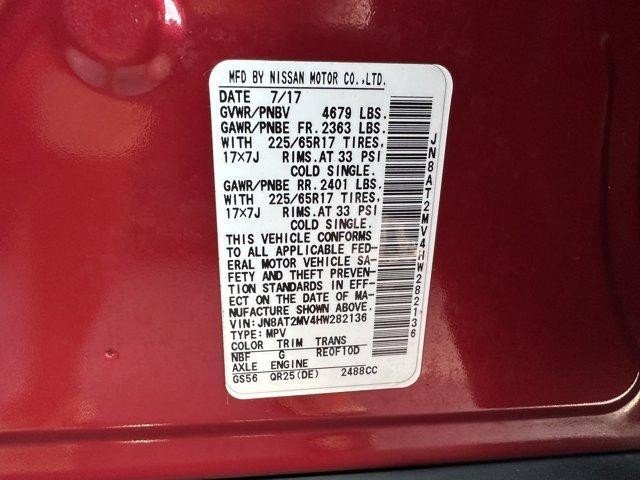 MFD BY NISSAN MOTOR CO.,LTD.
DATE 7/17
GVWR/PNBV 4679 LBS.
GAWR/PNBE FR. 2363 LBS.
WITH 225/65R17 TIRES,
17×7J RIMS. AT 33 PSI
COLD SINGLE.
GAWR/PNBE RR. 2401 LBS.
WITH 225/65R17 TIRES,
17×7J RIMS. AT 33 PSI
COLD SINGLE.
THIS VEHICLE CONFORMS
TO ALL APPLICABLE FED-
ERAL MOTOR VEHICLE SA-
FETY AND THEFT PREVEN-
TION STANDARDS IN EFF-
ECT ON THE DATE OF MA-
NUFACTURE SHOWN ABOVE.
VIN: JN8AT2MV4HW282136
TYPE: MPV
COLOR TRIM TRANS
NBF G RE0F10D
AXLE ENGINE
GS56 QR25(DE) 2488CC
JN8AT2MV4HW282136